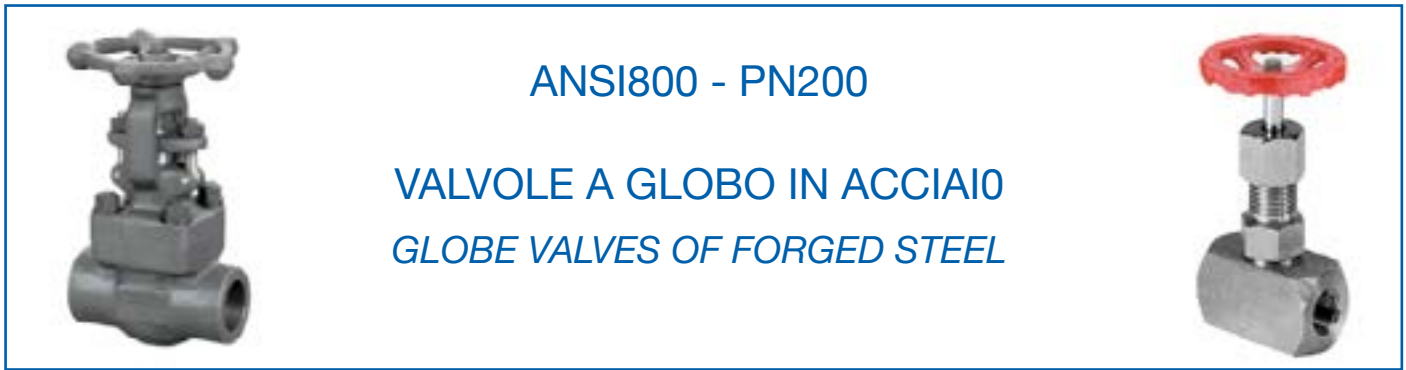 ANSI800 - PN200
VALVOLE A GLOBO IN ACCIAI0
GLOBE VALVES OF FORGED STEEL